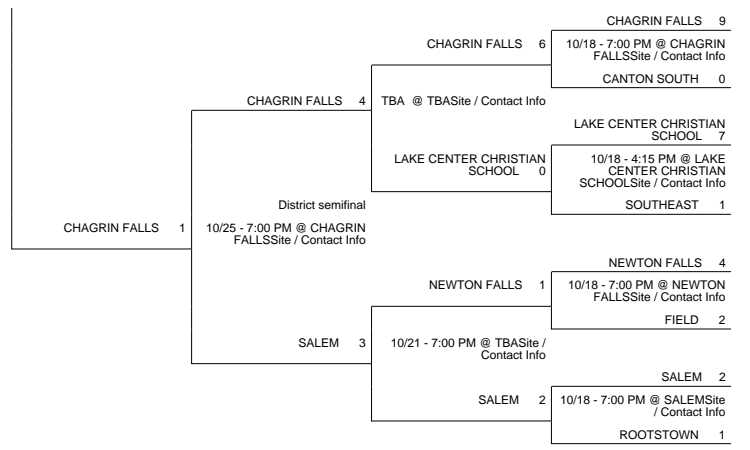 CHAGRIN FALLS 9
CHAGRIN FALLS 6
10/18 - 7:00 PM @ CHAGRIN
FALLSSite / Contact Info
CANTON SOUTH 0
CHAGRIN FALLS 4
TBA @ TBASite / Contact Info
LAKE CENTER CHRISTIAN
SCHOOL 7
LAKE CENTER CHRISTIAN
SCHOOL 0
10/18 - 4:15 PM @ LAKE
CENTER CHRISTIAN
SCHOOLSite / Contact Info
SOUTHEAST 1
District semifinal
CHAGRIN FALLS 1
10/25 - 7:00 PM @ CHAGRIN
FALLSSite / Contact Info
NEWTON FALLS 4
NEWTON FALLS 1
10/18 - 7:00 PM @ NEWTON
FALLSSite / Contact Info
FIELD 2
SALEM 3
10/21 - 7:00 PM @ TBASite /
Contact Info
SALEM 2
SALEM 2
10/18 - 7:00 PM @ SALEMSite
/ Contact Info
ROOTSTOWN 1